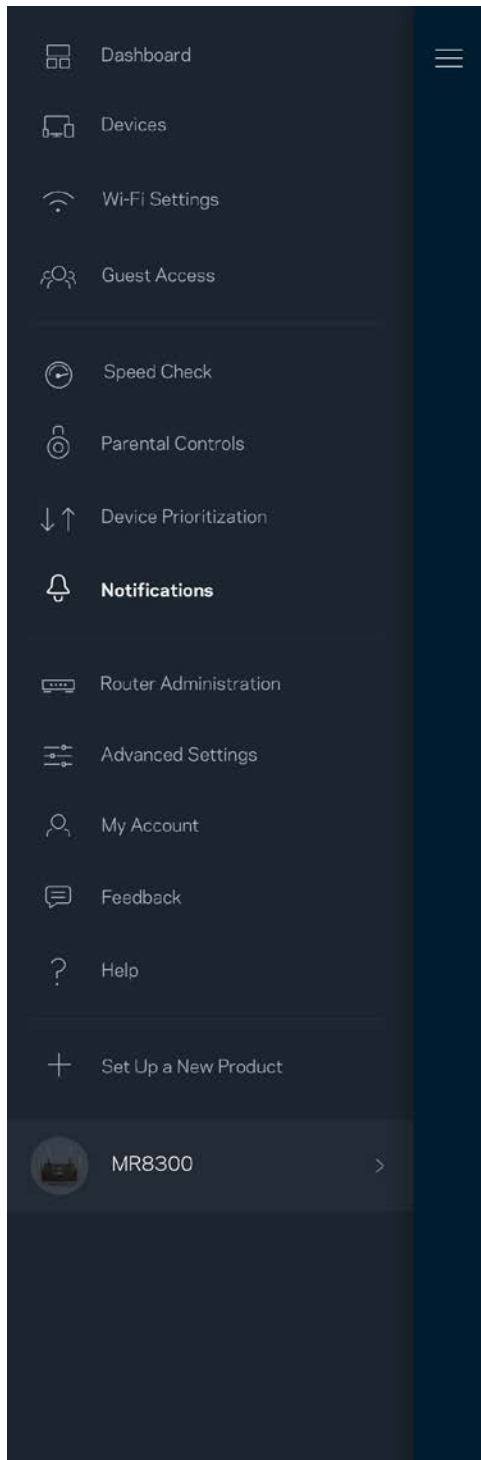 Dashboard
Devices
Wi-Fi Settings
Guest Access
Speed Check
Parental Controls
Device Prioritization
Notifications
Router Administration
Advanced Settings
My Account
Feedback
Help
Set Up a New Product
MR8300